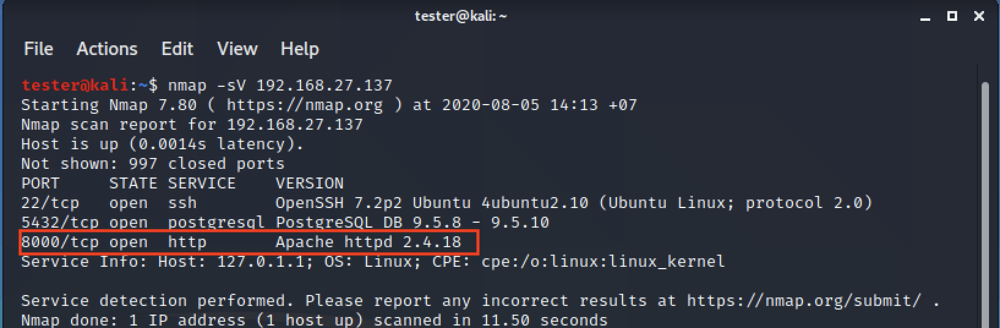 tester@kali: ~
File Actions Edit View Help
tester@kali:~$ nmap -sV 192.168.27.137
Starting Nmap 7.80 ( https://nmap.org ) at 2020-08-05 14:13 +07
Nmap scan report for 192.168.27.137
Host is up (0.0014s latency).
Not shown: 997 closed ports
PORT     STATE SERVICE    VERSION
22/tcp   open  ssh        OpenSSH 7.2p2 Ubuntu 4ubuntu2.10 (Ubuntu Linux; protocol 2.0)
5432/tcp open  postgresql PostgreSQL DB 9.5.8 - 9.5.10
8000/tcp open  http       Apache httpd 2.4.18
Service Info: Host: 127.0.1.1; OS: Linux; CPE: cpe:/o:linux:linux_kernel
Service detection performed. Please report any incorrect results at https://nmap.org/submit/ .
Nmap done: 1 IP address (1 host up) scanned in 11.50 seconds